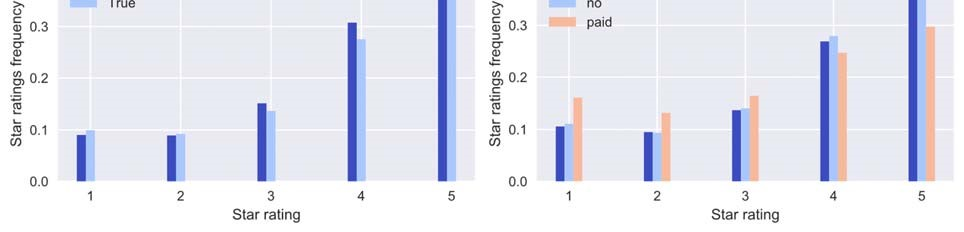 True
0.3
0.2
0.1
0.0
Star ratings frequency
1 2 3 4 5
Star rating
no
paid
0.3
0.2
0.1
0.0
Star ratings frequency
1 2 3 4 5
Star rating